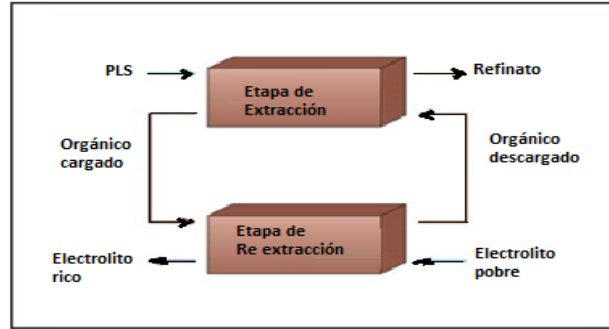 PLS
Refinato
Etapa de
Extracción
Orgánico
cargado
Orgánico
descargado
Etapa de
Re extracción
Electrolito
rico
Electrolito
pobre